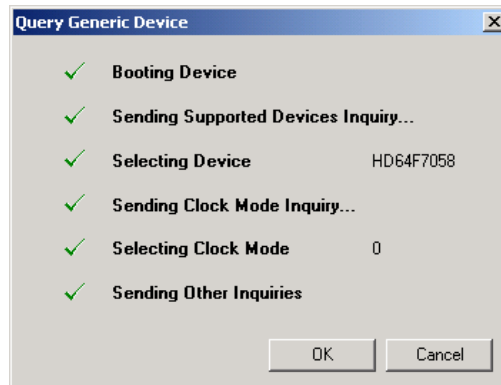 Query Generic Device
Booting Device
Sending Supported Devices Inquiry...
Selecting Device HD64F7058
Sending Clock Mode Inquiry...
Selecting Clock Mode 0
Sending Other Inquiries
OK Cancel